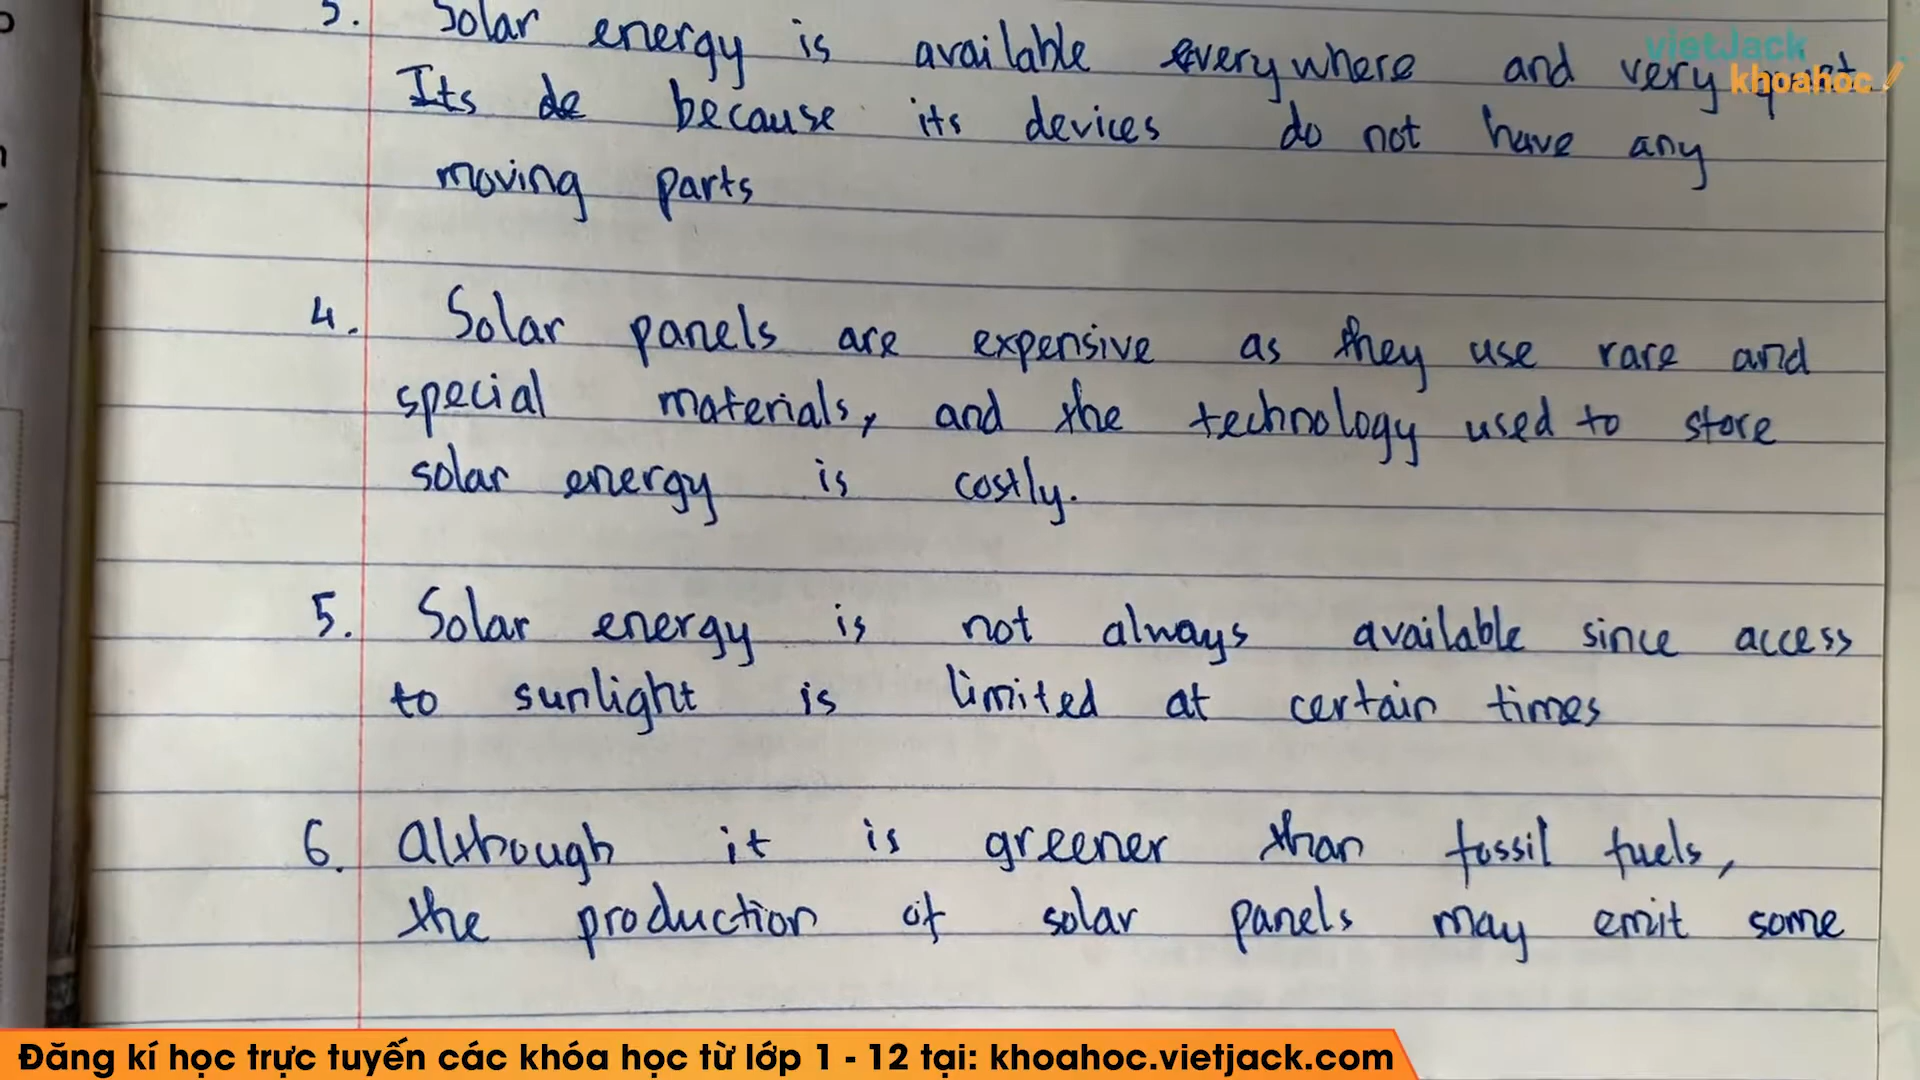 3. Solar energy is available everywhere and very
Its de because its devices do not have any
moving parts
4. Solar panels are expensive as they use rare and
special materials, and the technology used to store
solar energy is costly.
5. Solar energy is not always available since access
to sunlight is limited at certain times
6. Although it is greener than fossil fuels,
the production of solar panels may emit some
vietJack
khoahoc
Đăng kí học trực tuyến các khóa học từ lớp 1 - 12 tại: khoahoc.vietjack.com